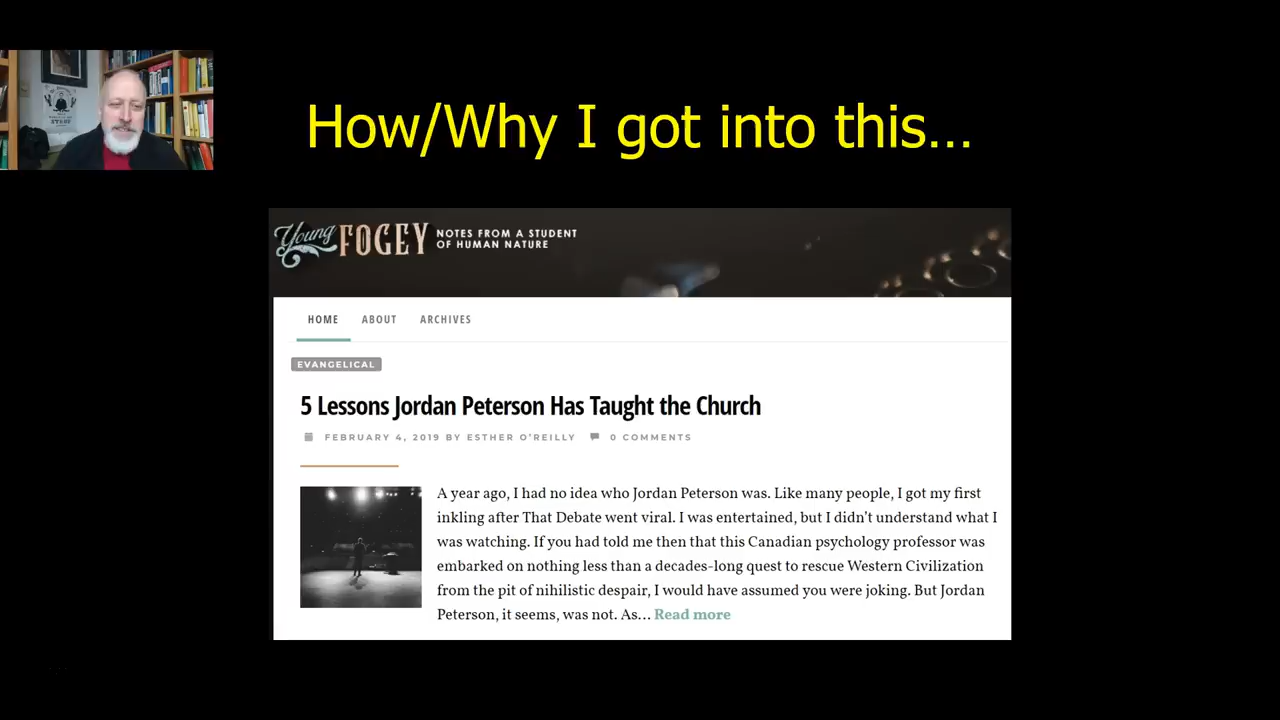 How/Why I got into this...
Young FOGEY
NOTES FROM A STUDENT
OF HUMAN NATURE
HOME ABOUT ARCHIVES
EVANGELICAL
5 Lessons Jordan Peterson Has Taught the Church
FEBRUARY 4, 2019 BY ESTHER O'REILLY 0 COMMENTS
A year ago, I had no idea who Jordan Peterson was. Like many people, I got my first
inkling after That Debate went viral. I was entertained, but I didn't understand what I
was watching. If you had told me then that this Canadian psychology professor was
embarked on nothing less than a decades-long quest to rescue Western Civilization
from the pit of nihilistic despair, I would have assumed you were joking. But Jordan
Peterson, it seems, was not. As... Read more